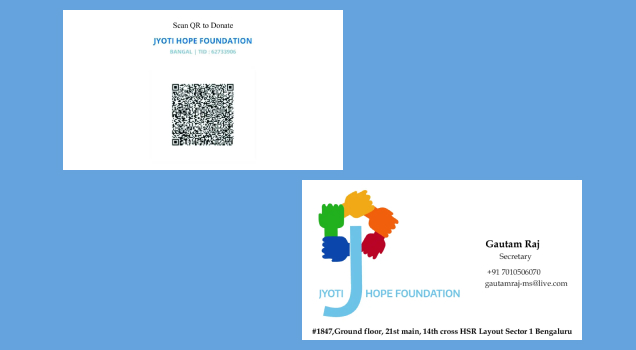 Scan QR to Donate
JYOTI HOPE FOUNDATION
BANGAL | TID : 62733906
Gautam Raj
Secretary
+91 7010506070
gautamraj-ms@live.com
JYOTI J HOPE FOUNDATION
#1847,Ground floor, 21st main, 14th cross HSR Layout Sector 1 Bengaluru